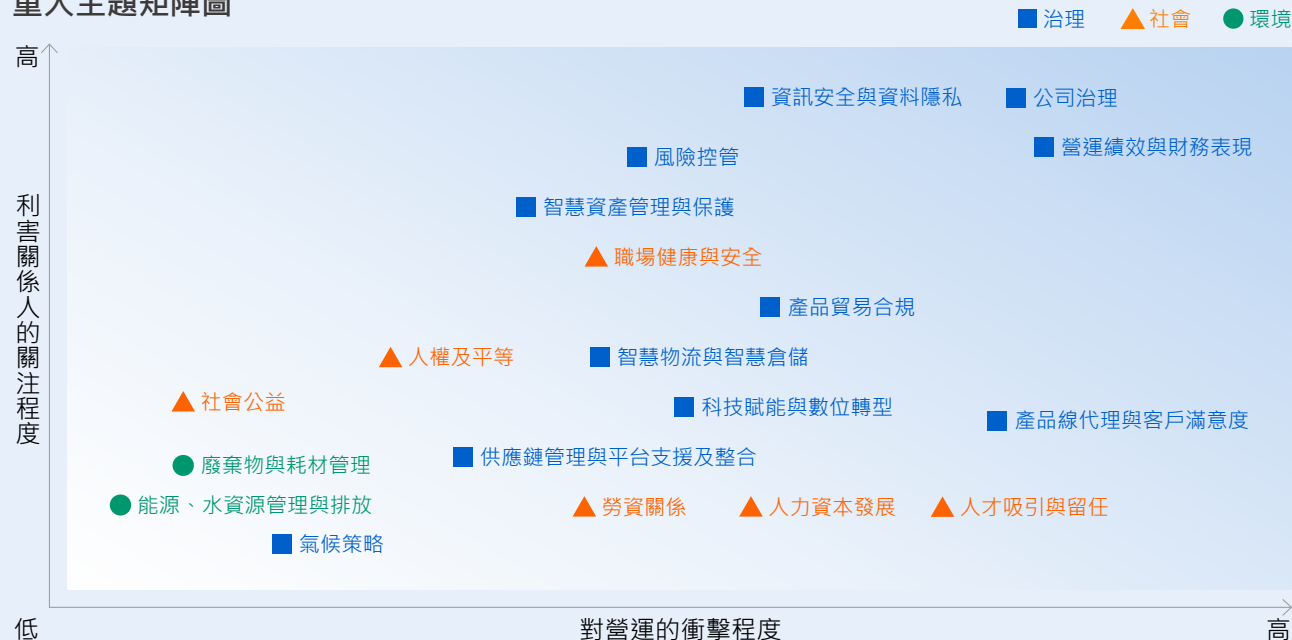 重大主題矩陣圖
治理
社會
環境
高
資訊安全與資料隱私
公司治理
營運績效與財務表現
風險控管
智慧資產管理與保護
利害關係人的關注程度
職場健康與安全
產品貿易合規
人權及平等
智慧物流與智慧倉儲
社會公益
科技賦能與數位轉型
產品線代理與客戶滿意度
供應鏈管理與平台支援及整合
廢棄物與耗材管理
能源、水資源管理與排放
勞資關係
人力資本發展
人才吸引與留任
氣候策略
低
對營運的衝擊程度
高